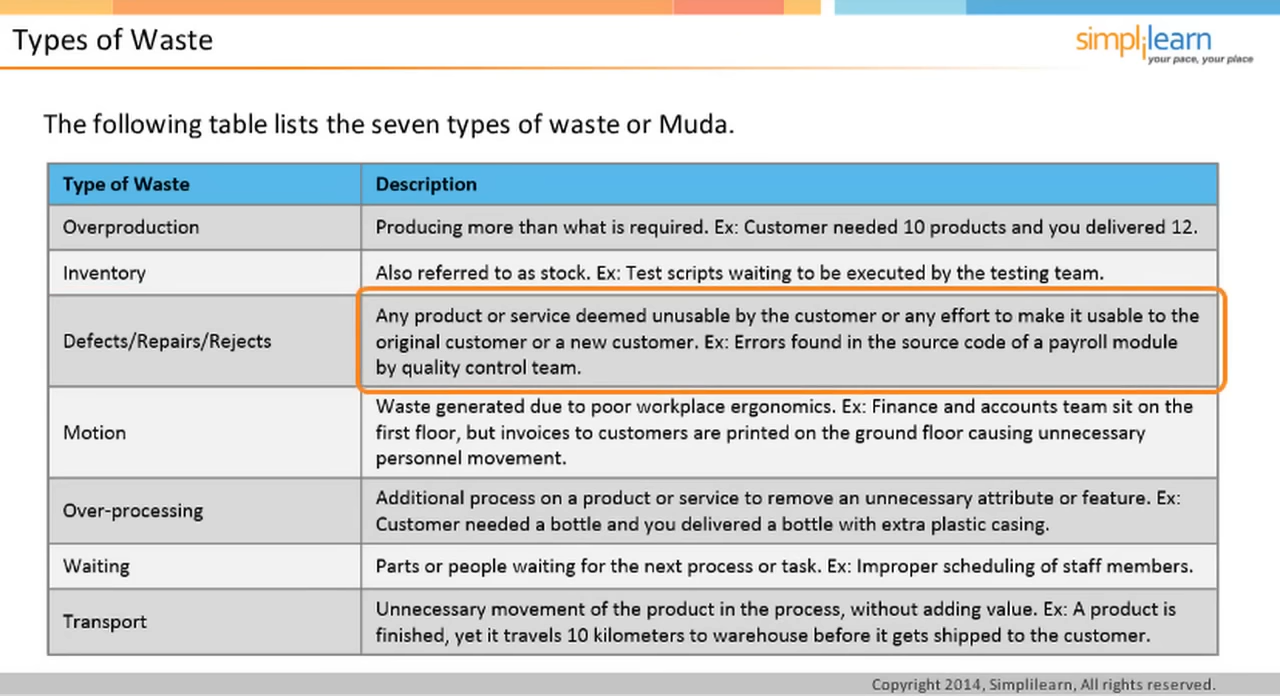 Types of Waste
simplilearn
your pace, your place
The following table lists the seven types of waste or Muda.
Type of Waste
Description
Overproduction
Producing more than what is required. Ex: Customer needed 10 products and you delivered 12.
Inventory
Also referred to as stock. Ex: Test scripts waiting to be executed by the testing team.
Defects/Repairs/Rejects
Any product or service deemed unusable by the customer or any effort to make it usable to the
original customer or a new customer. Ex: Errors found in the source code of a payroll module
by quality control team.
Motion
Waste generated due to poor workplace ergonomics. Ex: Finance and accounts team sit on the
first floor, but invoices to customers are printed on the ground floor causing unnecessary
personnel movement.
Over-processing
Additional process on a product or service to remove an unnecessary attribute or feature. Ex:
Customer needed a bottle and you delivered a bottle with extra plastic casing.
Waiting
Parts or people waiting for the next process or task. Ex: Improper scheduling of staff members.
Transport
Unnecessary movement of the product in the process, without adding value. Ex: A product is
finished, yet it travels 10 kilometers to warehouse before it gets shipped to the customer.
Copyright 2014, Simplilearn, All rights reserved.